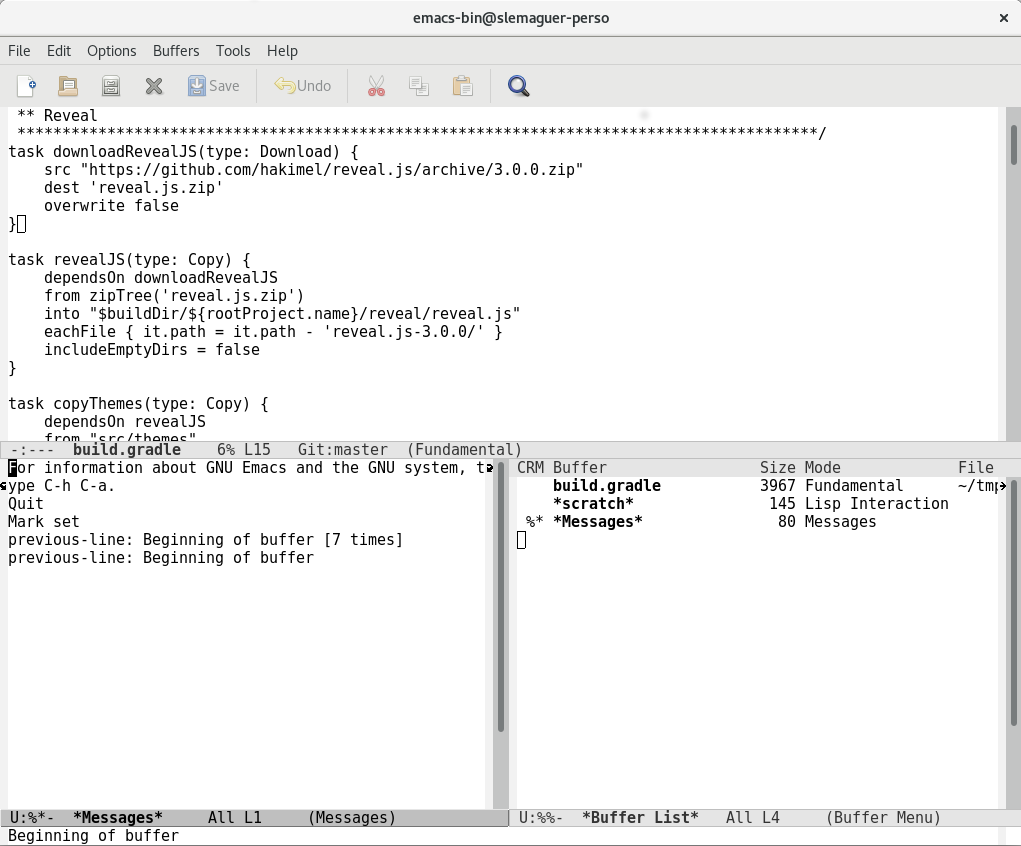 emacs-bin@slemaguer-perso
File Edit Options Buffers Tools Help
Save Undo
** Reveal
*****************************************************************************************/
task downloadRevealJS(type: Download) {
    src "https://github.com/hakimel/reveal.js/archive/3.0.0.zip"
    dest 'reveal.js.zip'
    overwrite false
}
task revealJS(type: Copy) {
    dependsOn downloadRevealJS
    from zipTree('reveal.js.zip')
    into "$buildDir/${rootProject.name}/reveal/reveal.js"
    eachFile { it.path = it.path - 'reveal.js-3.0.0/' }
    includeEmptyDirs = false
}
task copyThemes(type: Copy) {
    dependsOn revealJS
    from "src/themes"
-:--- build.gradle 6% L15 Git:master (Fundamental)
For information about GNU Emacs and the GNU system, t
ype C-h C-a.
Quit
Mark set
previous-line: Beginning of buffer [7 times]
previous-line: Beginning of buffer
U:%*- *Messages* All L1 (Messages)
CRM Buffer Size Mode File
build.gradle 3967 Fundamental ~/tmp
*scratch* 145 Lisp Interaction
%* *Messages* 80 Messages
U:%%- *Buffer List* All L4 (Buffer Menu)
Beginning of buffer